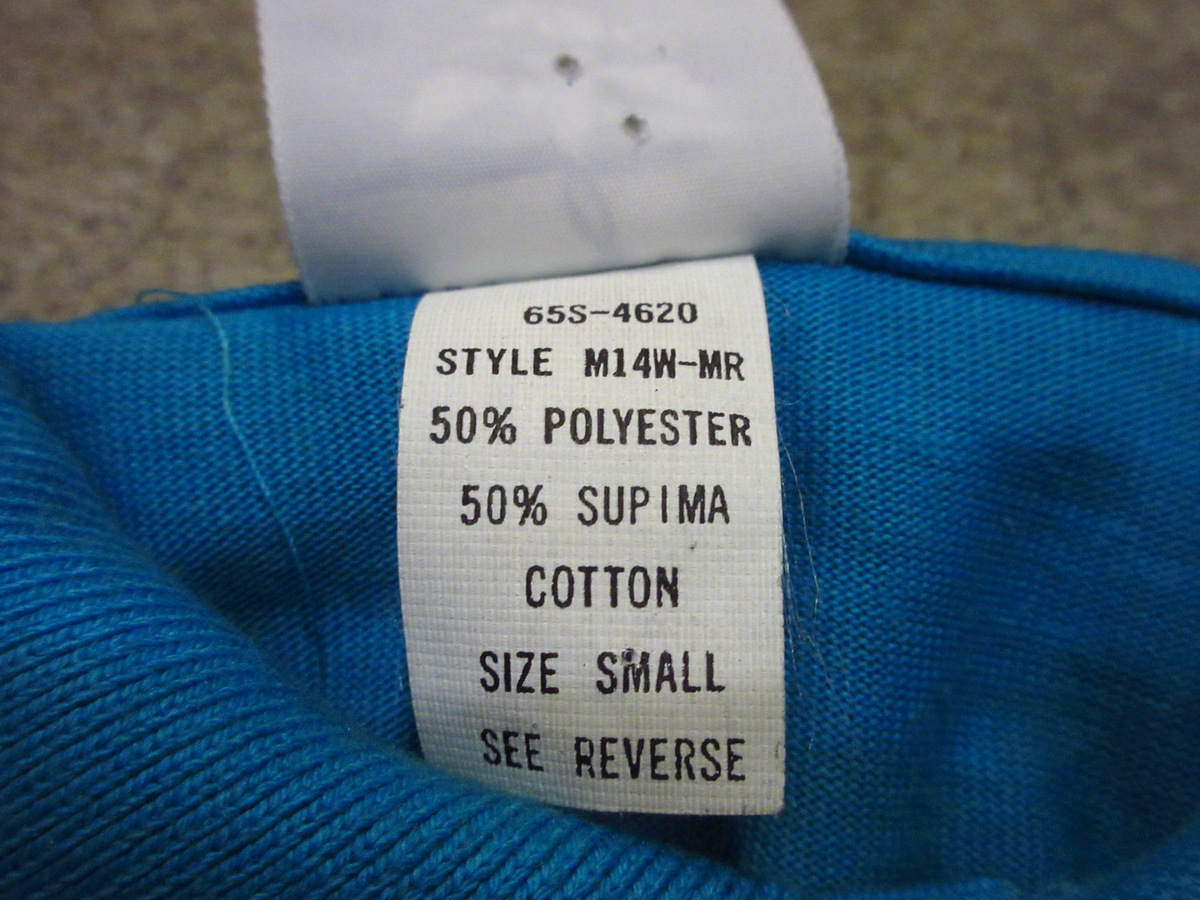 65S-4620
STYLE M14W-MR
50% POLYESTER
50% SUPIMA
COTTON
SIZE SMALL
SEE REVERSE